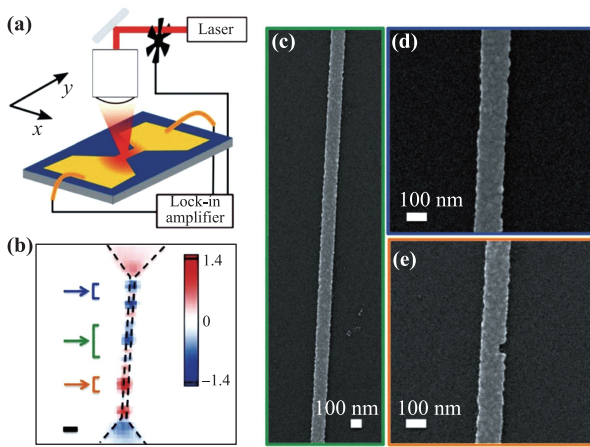 (a)
Laser
y
x
Lock-in
amplifier
(b)
1.4
0
−1.4
(c)
100 nm
(d)
100 nm
(e)
100 nm